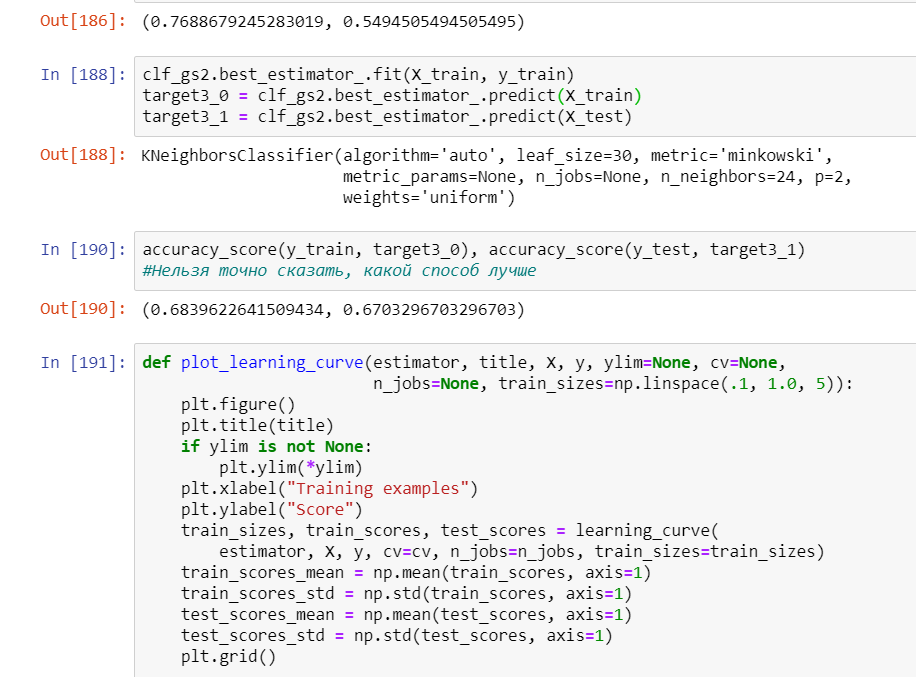 Out[186]: (0.7688679245283019, 0.5494505494505495)
In [188]: clf_gs2.best_estimator_.fit(X_train, y_train)
target3_0 = clf_gs2.best_estimator_.predict(X_train)
target3_1 = clf_gs2.best_estimator_.predict(X_test)
Out[188]: KNeighborsClassifier(algorithm='auto', leaf_size=30, metric='minkowski',
metric_params=None, n_jobs=None, n_neighbors=24, p=2,
weights='uniform')
In [190]: accuracy_score(y_train, target3_0), accuracy_score(y_test, target3_1)
#Нельзя точно сказать, какой способ лучше
Out[190]: (0.6839622641509434, 0.6703296703296703)
In [191]: def plot_learning_curve(estimator, title, X, y, ylim=None, cv=None,
n_jobs=None, train_sizes=np.linspace(.1, 1.0, 5)):
plt.figure()
plt.title(title)
if ylim is not None:
plt.ylim(*ylim)
plt.xlabel("Training examples")
plt.ylabel("Score")
train_sizes, train_scores, test_scores = learning_curve(
estimator, X, y, cv=cv, n_jobs=n_jobs, train_sizes=train_sizes)
train_scores_mean = np.mean(train_scores, axis=1)
train_scores_std = np.std(train_scores, axis=1)
test_scores_mean = np.mean(test_scores, axis=1)
test_scores_std = np.std(test_scores, axis=1)
plt.grid()